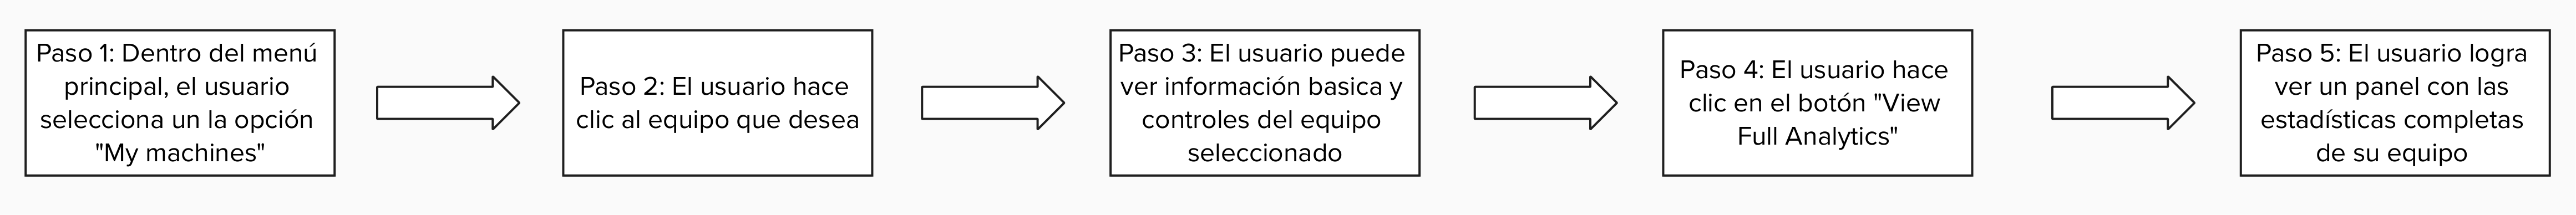 Paso 1: Dentro del menú
principal, el usuario
selecciona un la opción
"My machines"
Paso 2: El usuario hace
clic al equipo que desea
Paso 3: El usuario puede
ver información basica y
controles del equipo
seleccionado
Paso 4: El usuario hace
clic en el botón "View
Full Analytics"
Paso 5: El usuario logra
ver un panel con las
estadísticas completas
de su equipo